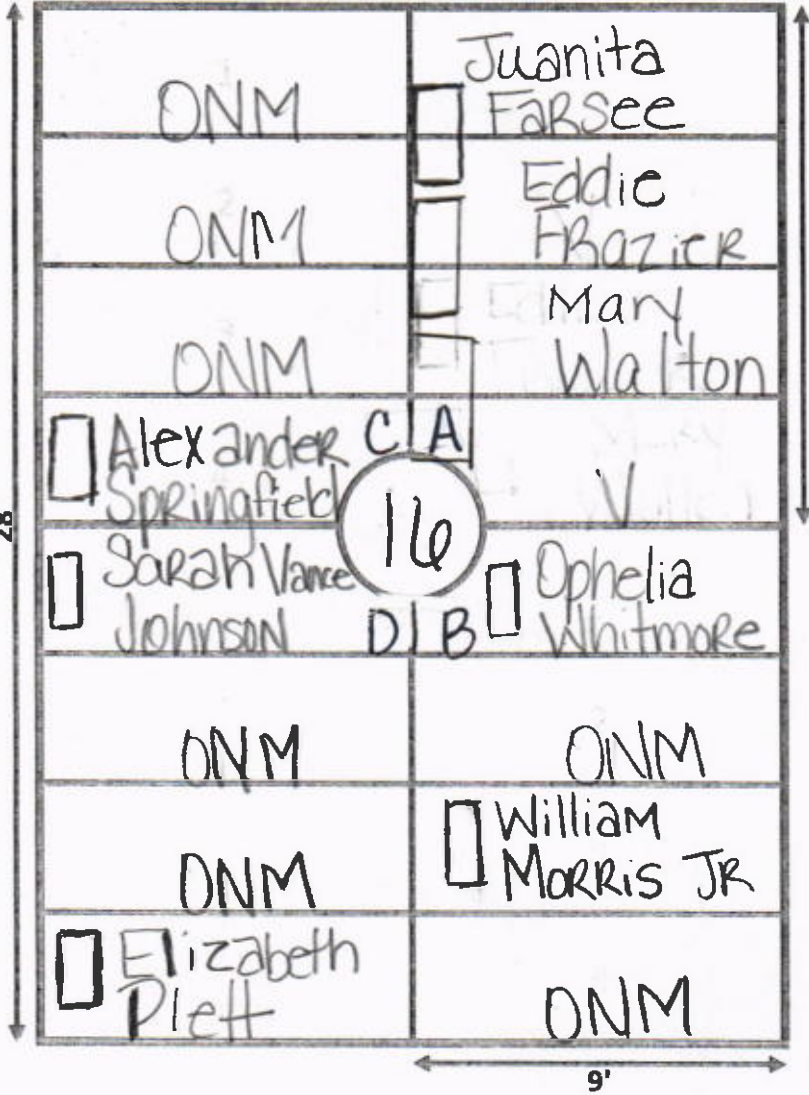 ONM
Juanita
FaRSee
ONM
Eddie
FRazieR
ONM
Mary
Walton
Alexander
SpRingfield
C A
V
16
SaRah Vance
Johnson
D B
Ophelia
Whitmore
ONM
ONM
ONM
William
MoRRis JR
Elizabeth
Plett
ONM
28
9'